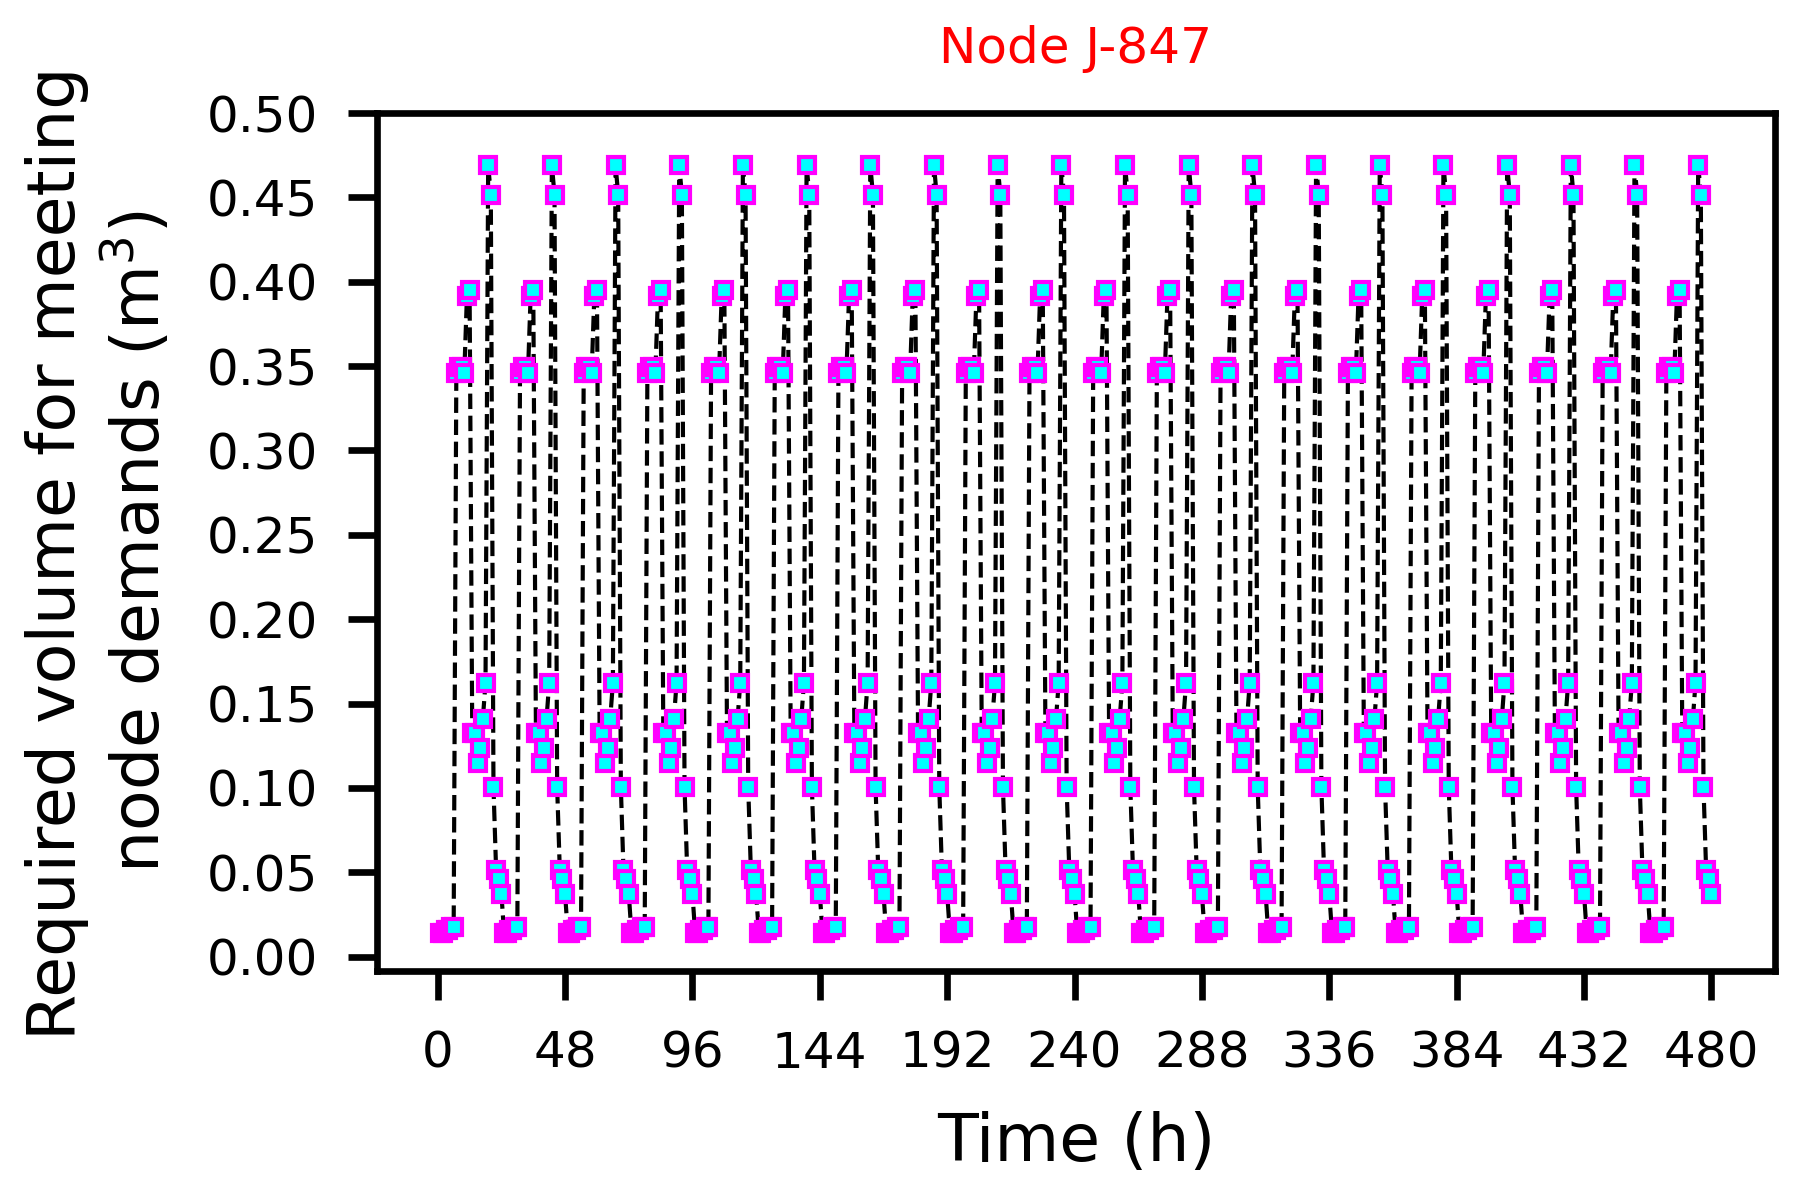 Node J-847
Required volume for meeting
node demands (m³)
0.50
0.45
0.40
0.35
0.30
0.25
0.20
0.15
0.10
0.05
0.00
0 48 96 144 192 240 288 336 384 432 480
Time (h)